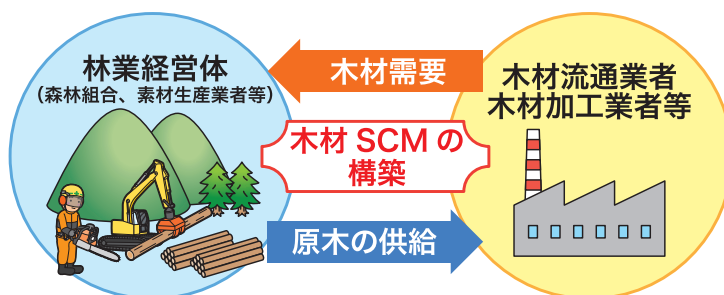 林業経営体
（森林組合、素材生産業者等）
木材需要
木材流通業者
木材加工業者等
木材 SCM の
構築
原木の供給